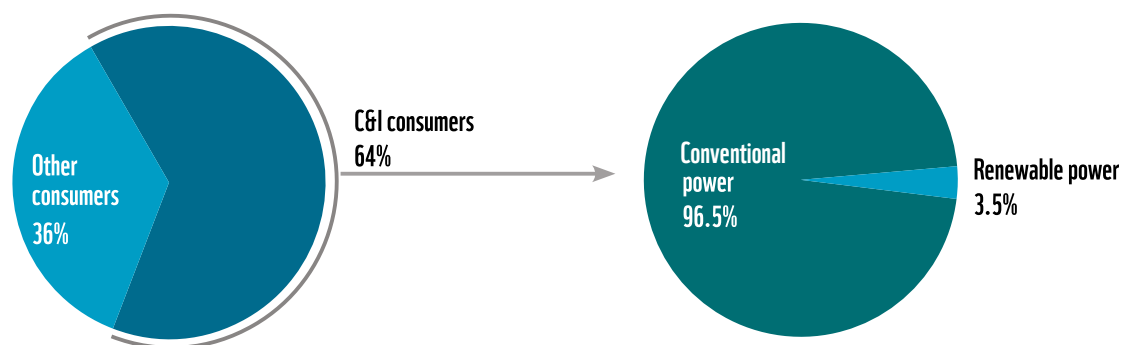 Other
consumers
36%
C&I consumers
64%
Conventional
power
96.5%
Renewable power
3.5%